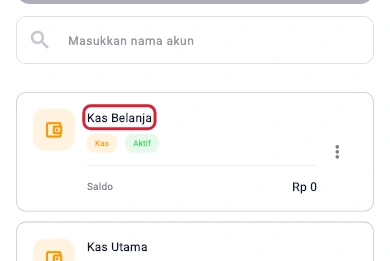 Masukkan nama akun
Kas Belanja
Kas Aktif
Saldo Rp 0
Kas Utama